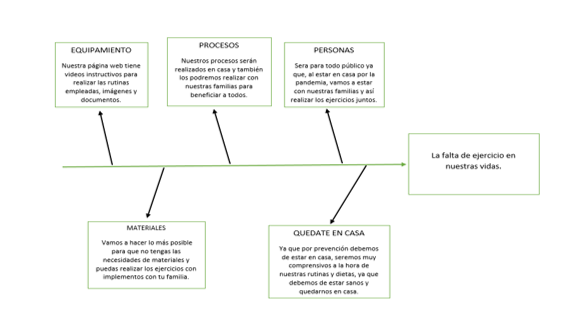 EQUIPAMIENTO
Nuestra página web tiene
videos instructivos para
realizar las rutinas
empleadas, imágenes y
documentos.
PROCESOS
Nuestros procesos serán
realizados en casa y también
los podremos realizar con
nuestras familias para
beneficiar a todos.
PERSONAS
Sera para todo público ya
que, al estar en casa por la
pandemia, vamos a estar
con nuestras familias y así
realizar los ejercicios juntos.
La falta de ejercicio en
nuestras vidas.
MATERIALES
Vamos a hacer lo más posible
para que no tengas las
necesidades de materiales y
puedas realizar los ejercicios con
implementos con tu familia.
QUEDATE EN CASA
Ya que por prevención debemos
de estar en casa, seremos muy
comprensivos a la hora de
nuestras rutinas y dietas, ya que
debemos de estar sanos y
quedarnos en casa.